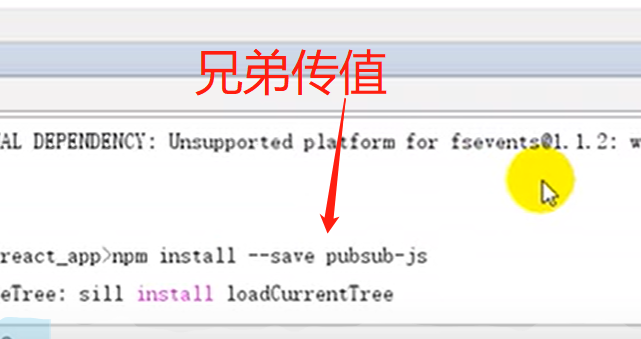 兄弟传值
AL DEPENDENCY: Unsupported platform for fsevents@1.1.2: w
react_app>npm install --save pubsub-js
eTree: sill install loadCurrentTree